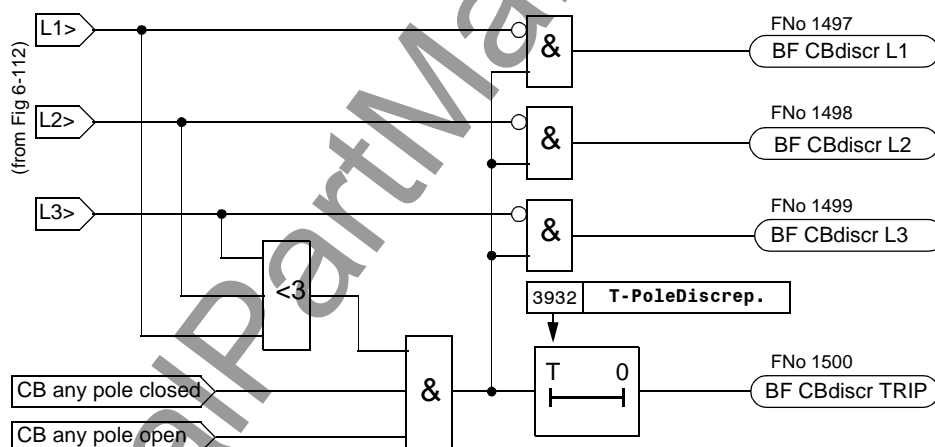 L1>
L2>
L3>
(from Fig 6-112)
&
&
&
FNo 1497
BF CBdiscr L1
FNo 1498
BF CBdiscr L2
FNo 1499
BF CBdiscr L3
<3
3932 T-PoleDiscrep.
CB any pole closed
CB any pole open
&
T 0
FNo 1500
BF CBdiscr TRIP